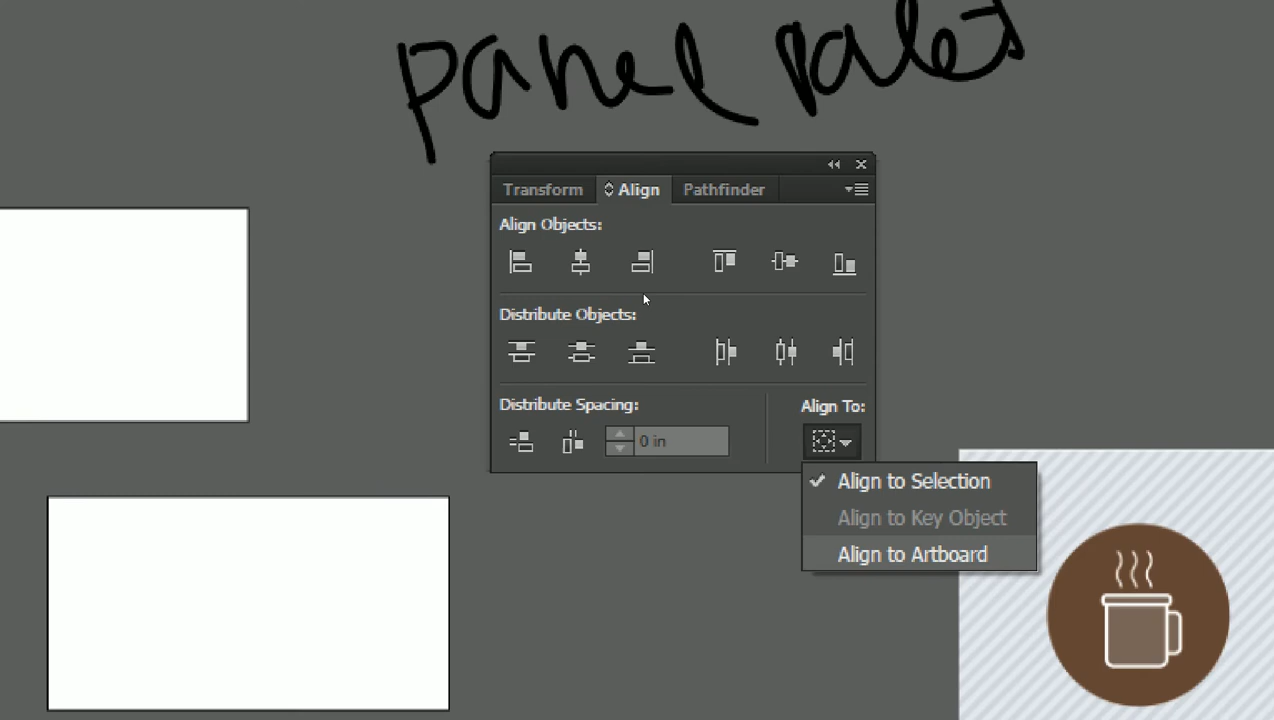 panel palet
Transform Align Pathfinder
Align Objects:
Distribute Objects:
Distribute Spacing: Align To:
0 in
Align to Selection
Align to Key Object
Align to Artboard